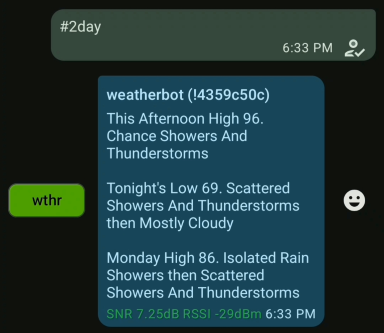 #2day
6:33 PM
weatherbot (!4359c50c)
This Afternoon High 96.
Chance Showers And
Thunderstorms
Tonight's Low 69. Scattered
Showers And Thunderstorms
then Mostly Cloudy
wthr
Monday High 86. Isolated Rain
Showers then Scattered
Showers And Thunderstorms
SNR 7.25dB RSSI -29dBm 6:33 PM